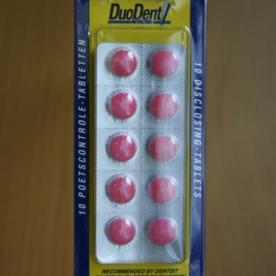 DuoDent
10 POETSCONTROLE-TABLETTEN
10 DISCLOSING-TABLETS
RECOMMENDED BY DENTIST